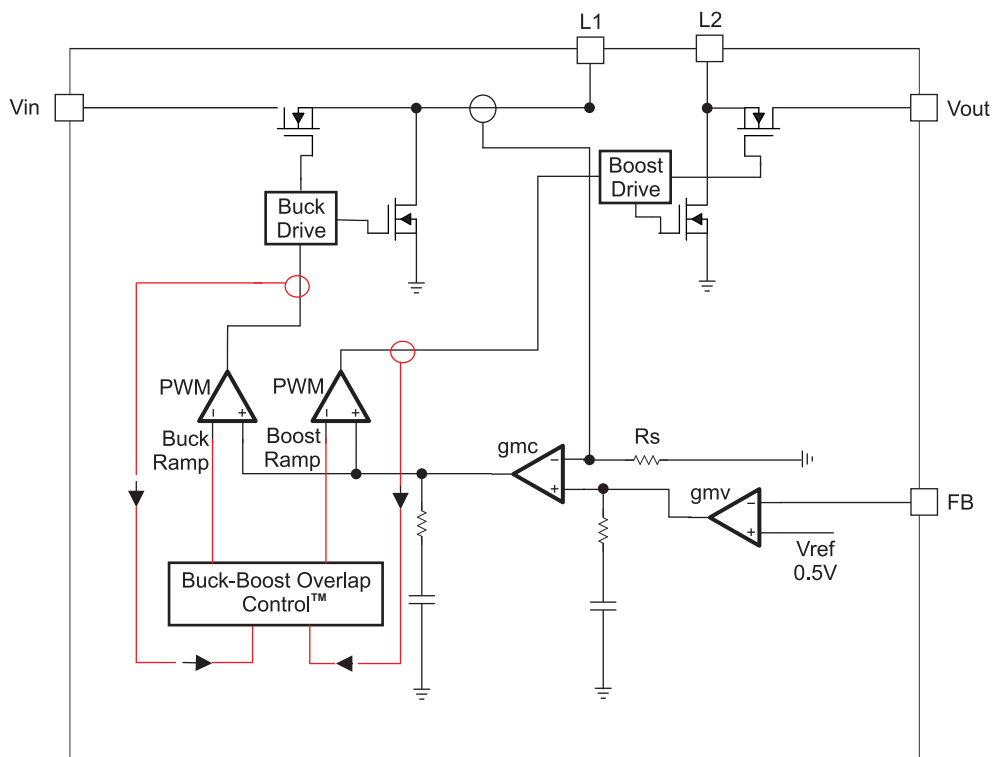 L1
L2
Vin
Vout
Boost
Drive
Buck
Drive
PWM
PWM
Buck
Ramp
Boost
Ramp
− +
− +
gmc
−
+
Rs
gmv
−
+
FB
Vref
0.5V
Buck-Boost Overlap
Control™